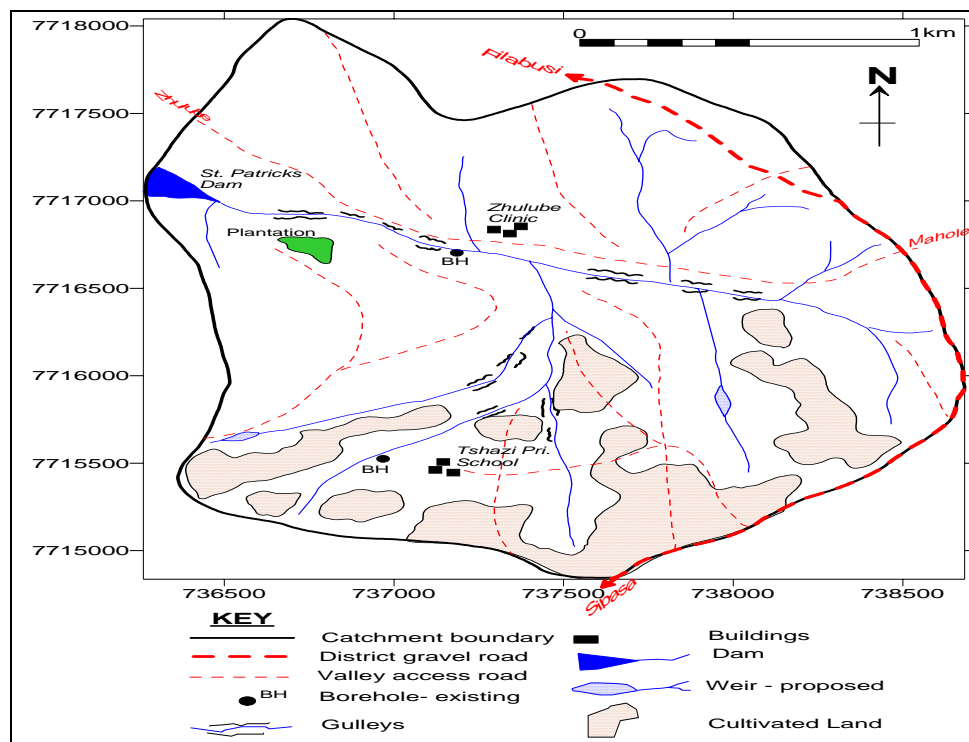 7718000
7717500
7717000
7716500
7716000
7715500
7715000
0 1km
Filabusi
N
Zhulube
St. Patricks
Dam
Plantation
Zhulube
Clinic
BH
Mahole
Tshazi Pri.
School
BH
Sibasa
736500 737000 737500 738000 738500
KEY
Catchment boundary
District gravel road
Valley access road
BH
Borehole- existing
Gulleys
Buildings
Dam
Weir - proposed
Cultivated Land